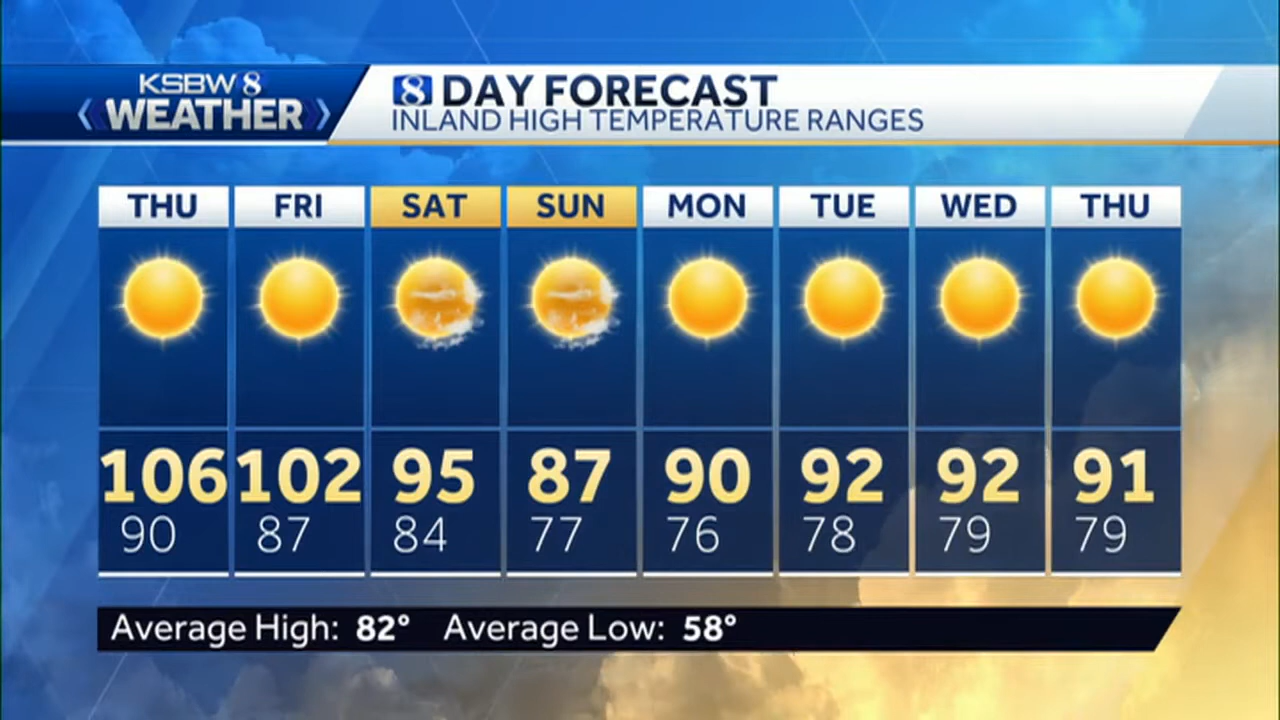 KSBW 8
WEATHER
8 DAY FORECAST
INLAND HIGH TEMPERATURE RANGES
THU FRI SAT SUN MON TUE WED THU
106 102 95 87 90 92 92 91
90 87 84 77 76 78 79 79
Average High: 82° Average Low: 58°